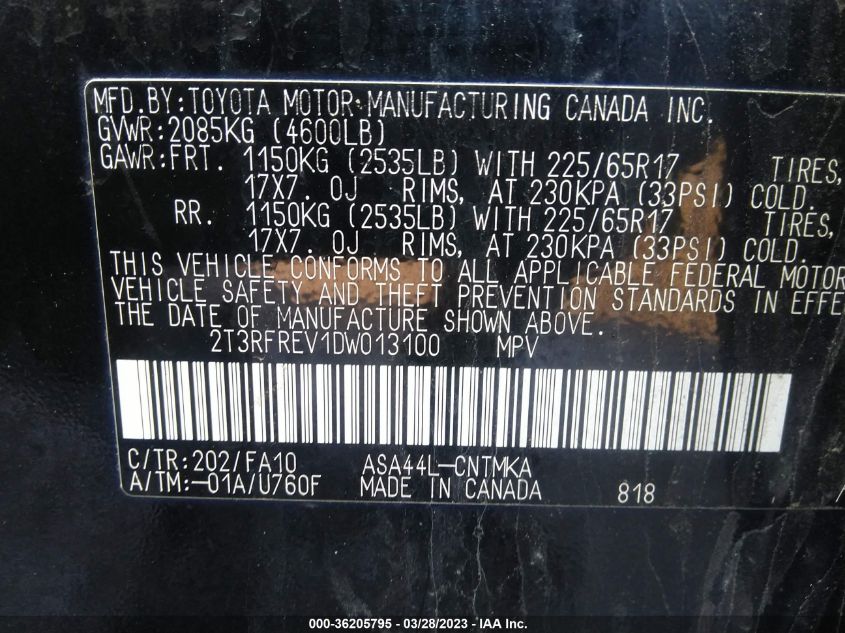 MFD.BY:TOYOTA MOTOR MANUFACTURING CANADA INC.
GVWR:2085KG (4600LB)
GAWR:FRT. 1150KG (2535LB) WITH 225/65R17 TIRES,
17X7. 0J RIMS, AT 230KPA (33PSI) COLD.
RR. 1150KG (2535LB) WITH 225/65R17 TIRES,
17X7. 0J RIMS, AT 230KPA (33PSI) COLD.
THIS VEHICLE CONFORMS TO ALL APPLICABLE FEDERAL MOTOR
VEHICLE SAFETY AND THEFT PREVENTION STANDARDS IN EFFE
THE DATE OF MANUFACTURE SHOWN ABOVE.
2T3RFREV1DW013100 MPV
C/TR:202/FA10 ASA44L-CNTMKA
A/TM:-01A/U760F MADE IN CANADA 818
000-36205795 - 03/28/2023 - IAA Inc.